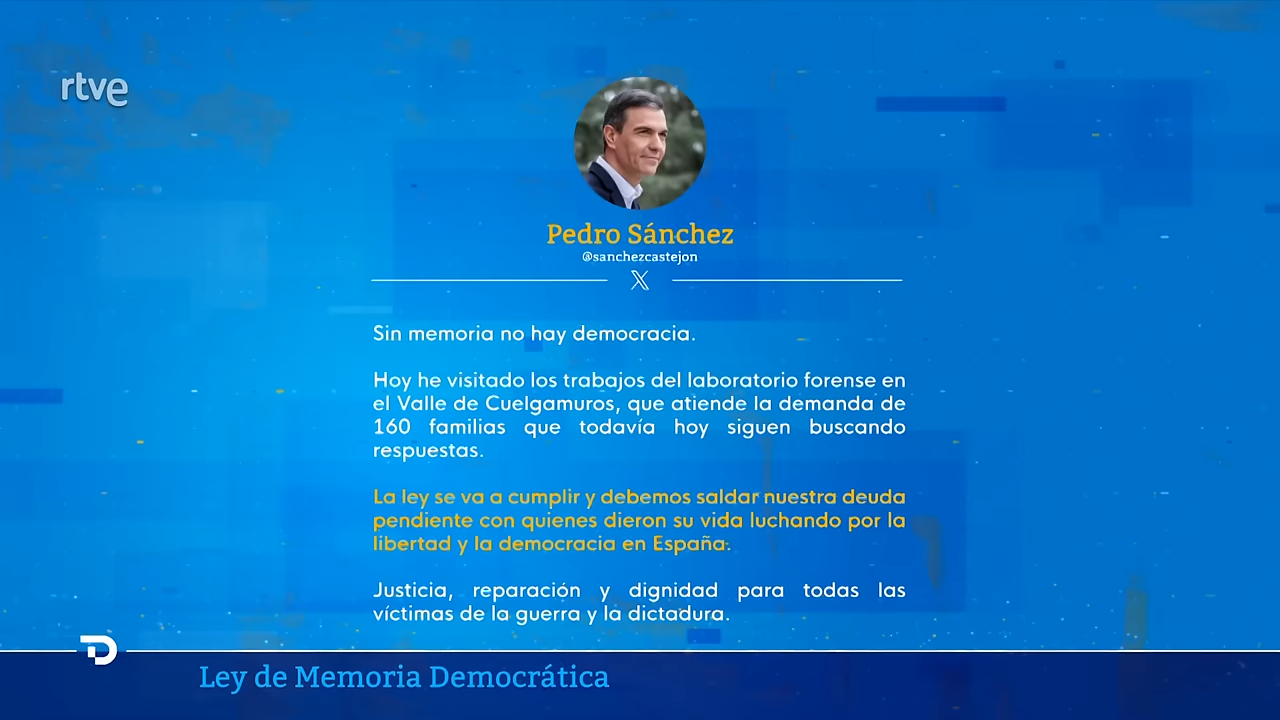 rtve
Pedro Sánchez
@sanchezcastejon
X
Sin memoria no hay democracia.
Hoy he visitado los trabajos del laboratorio forense en
el Valle de Cuelgamuros, que atiende la demanda de
160 familias que todavía hoy siguen buscando
respuestas.
La ley se va a cumplir y debemos saldar nuestra deuda
pendiente con quienes dieron su vida luchando por la
libertad y la democracia en España.
Justicia, reparación y dignidad para todas las
víctimas de la guerra y la dictadura.
Ley de Memoria Democrática